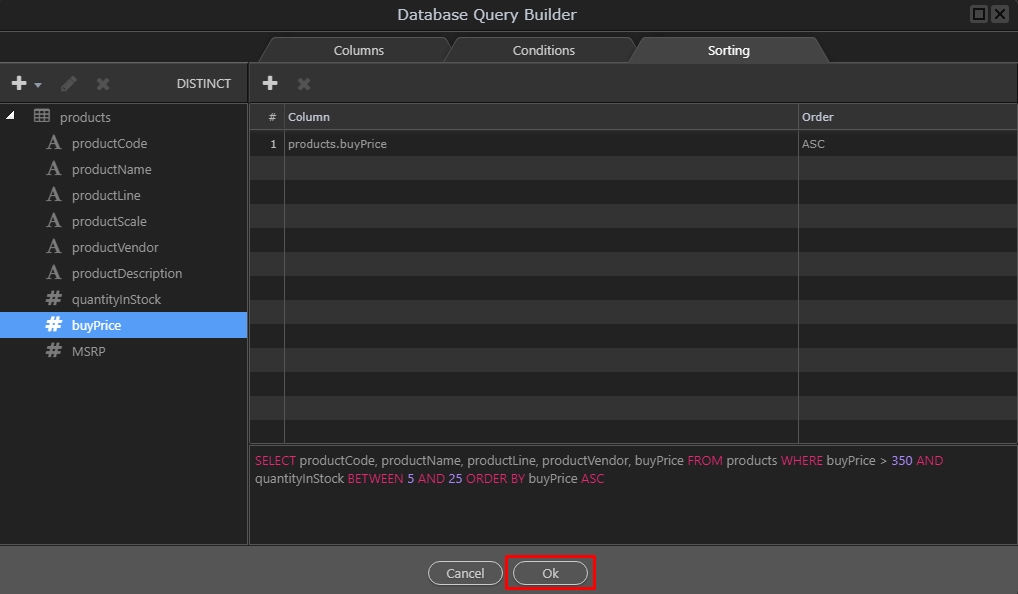 Database Query Builder
Columns
Conditions
Sorting
DISTINCT
products
productCode
productName
productLine
productScale
productVendor
productDescription
quantityInStock
buyPrice
MSRP
# Column Order
1 products.buyPrice ASC
SELECT productCode, productName, productLine, productVendor, buyPrice FROM products WHERE buyPrice > 350 AND
quantityInStock BETWEEN 5 AND 25 ORDER BY buyPrice ASC
Cancel
Ok